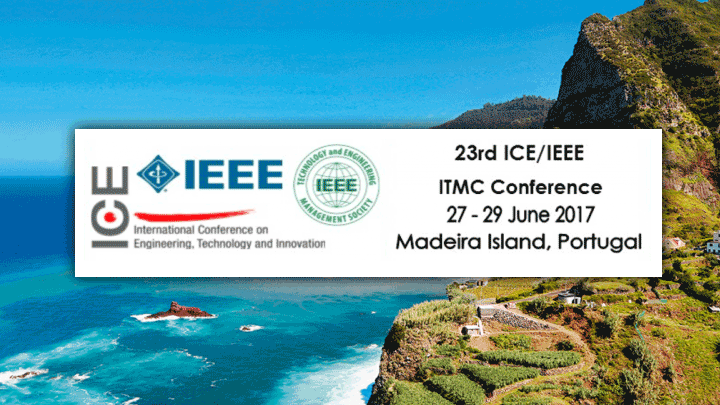 ICE
IEEE
International Conference on
Engineering, Technology and Innovation
TECHNOLOGY and ENGINEERING
IEEE
MANAGEMENT SOCIETY
23rd ICE/IEEE
ITMC Conference
27 - 29 June 2017
Madeira Island, Portugal